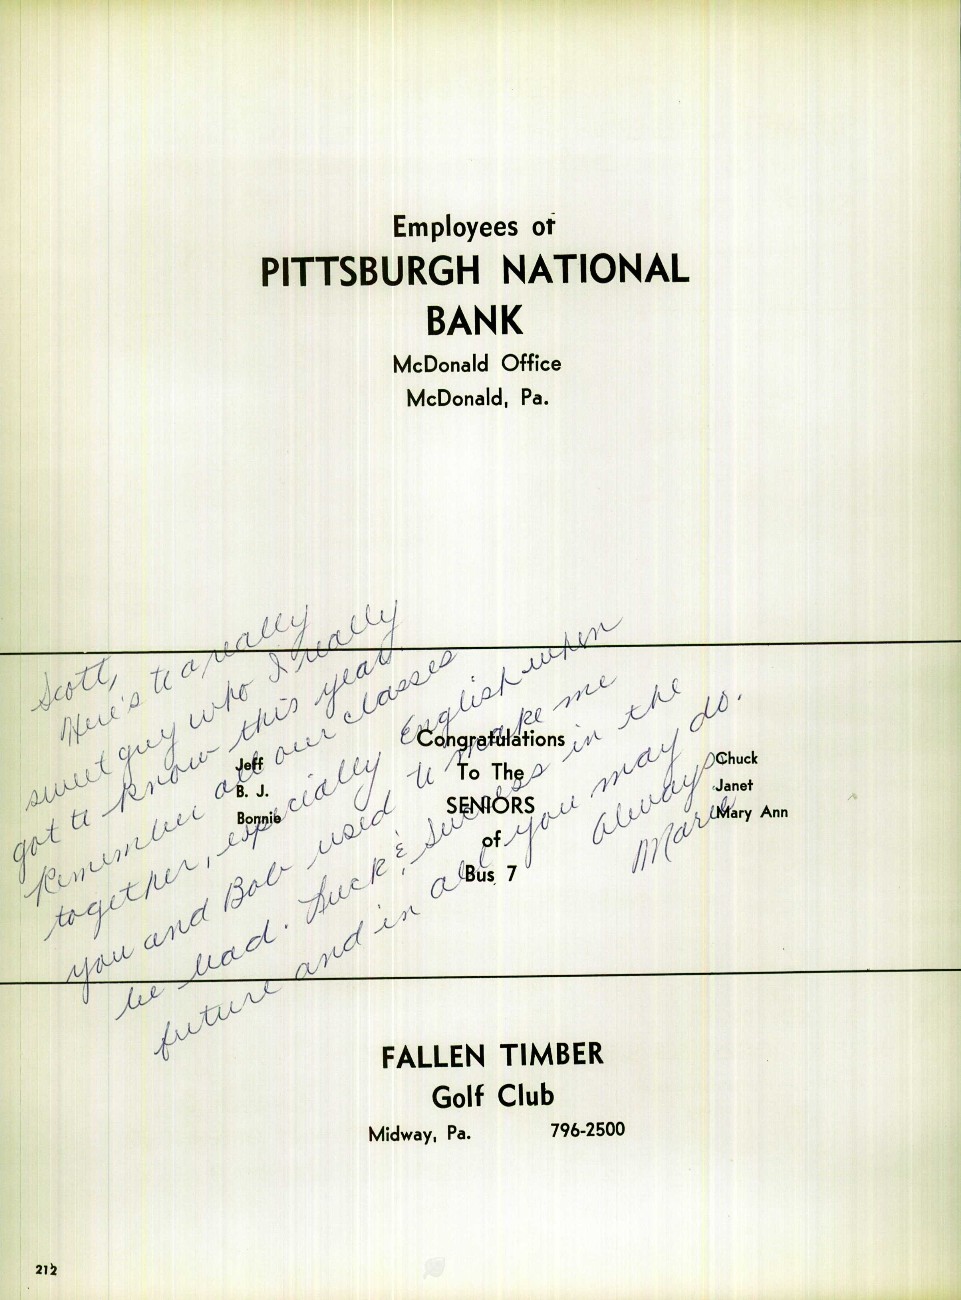 Employees of
PITTSBURGH NATIONAL
BANK
McDonald Office
McDonald, Pa.
Scott,
Here's to a really
sweet guy who I really
got to know this year.
Remember all our classes
together, especially English when
you and Bob used to make me
be bad. Luck & Success in the
future and in all you may do.
Always
Marie
Jeff
B. J.
Bonnie
Congratulations
To The
SENIORS
of
Bus 7
Chuck
Janet
Mary Ann
FALLEN TIMBER
Golf Club
Midway, Pa. 796-2500
212